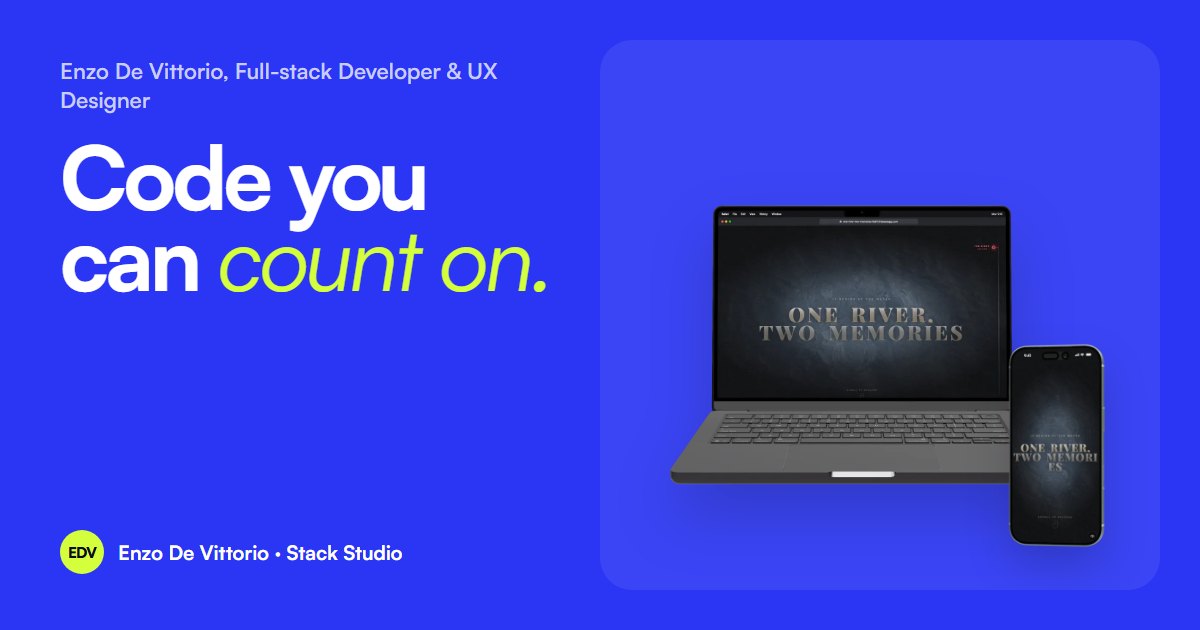 Enzo De Vittorio, Full-stack Developer & UX
Designer
Code you
can count on.
ONE RIVER,
TWO MEMORIES
ONE RIVER,
TWO MEMORI
ES
EDV
Enzo De Vittorio · Stack Studio